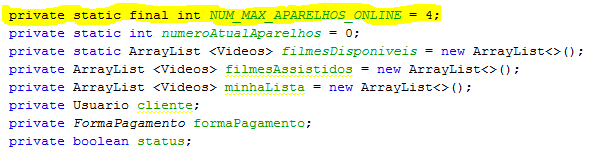 private static final int NUM_MAX_APARELHOS_ONLINE = 4;
private static int numeroAtualAparelhos = 0;
private static ArrayList <Videos> filmesDisponiveis = new ArrayList<>();
private ArrayList <Videos> filmesAssistidos = new ArrayList<>();
private ArrayList <Videos> minhaLista = new ArrayList<>();
private Usuario cliente;
private FormaPagamento formaPagamento;
private boolean status;